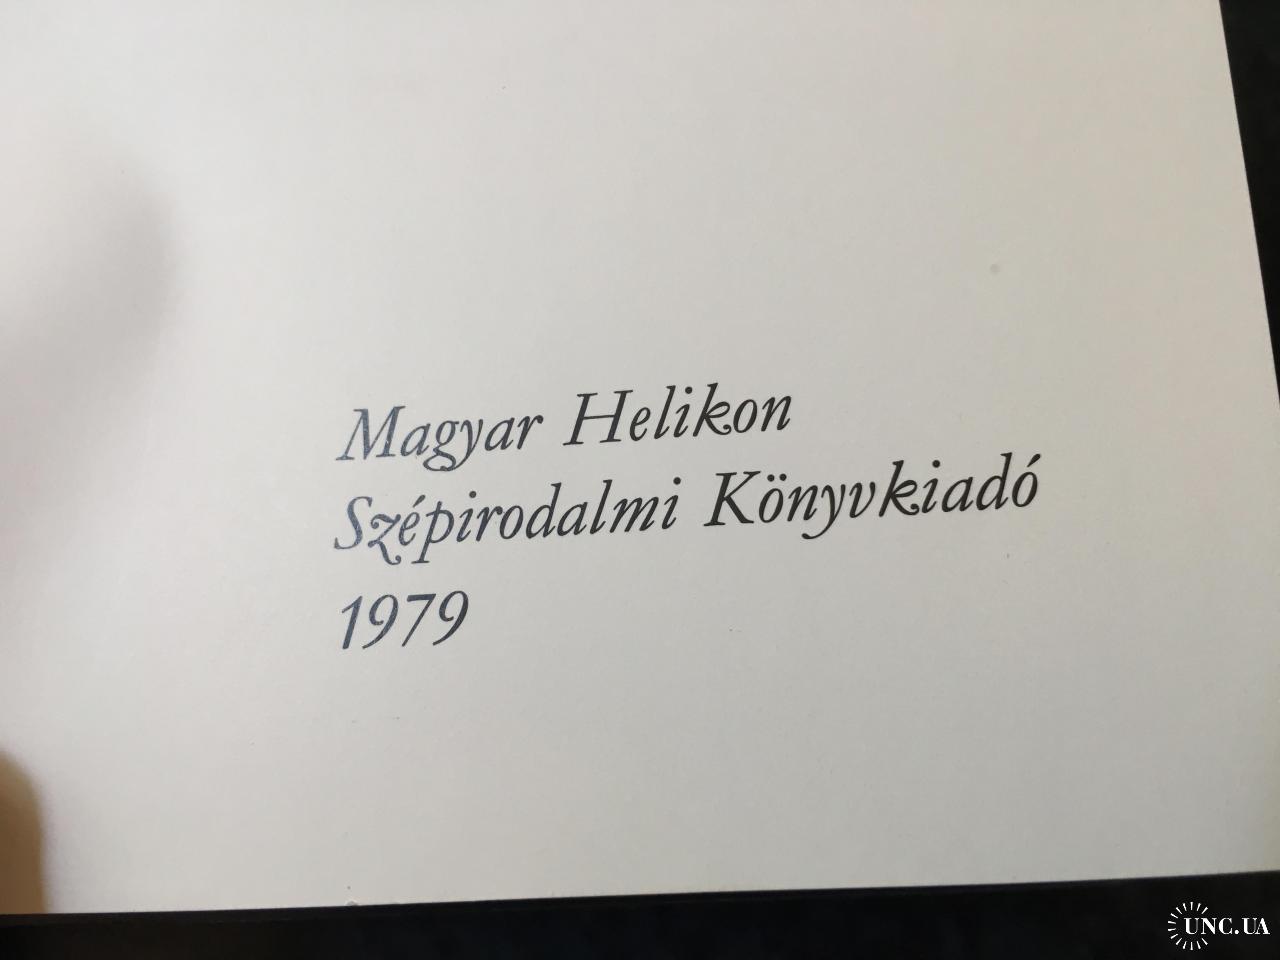 Magyar Helikon
Szépirodalmi Könyvkiadó
1979
UNC.UA